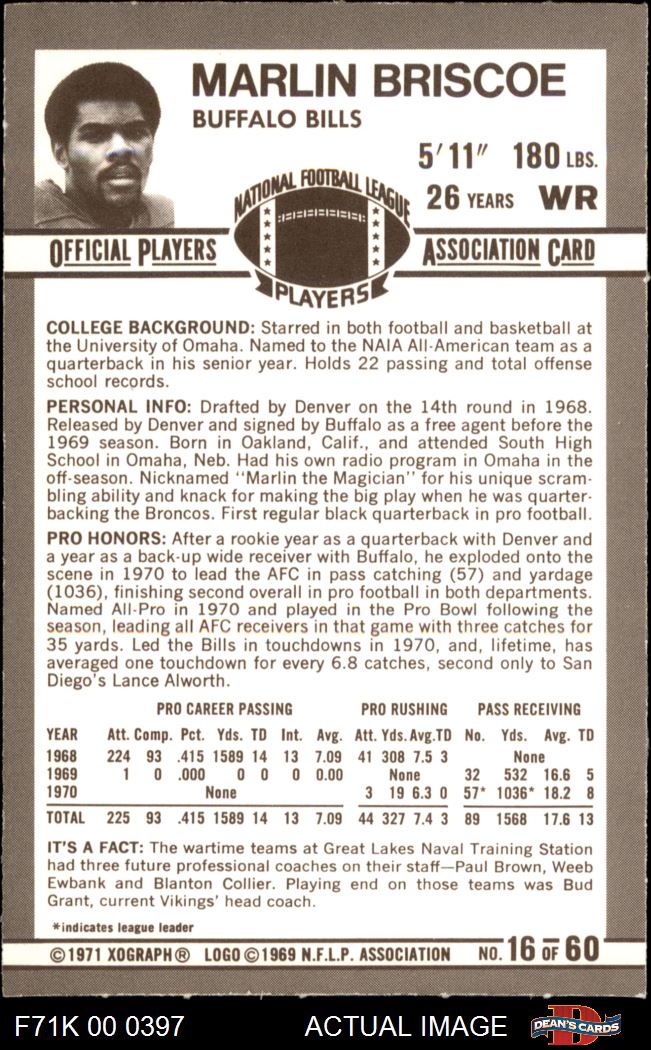 MARLIN BRISCOE
BUFFALO BILLS
5'11" 180 LBS.
26 YEARS WR
NATIONAL FOOTBALL LEAGUE
OFFICIAL PLAYERS
ASSOCIATION CARD
PLAYERS
COLLEGE BACKGROUND: Starred in both football and basketball at
the University of Omaha. Named to the NAIA All-American team as a
quarterback in his senior year. Holds 22 passing and total offense
school records.
PERSONAL INFO: Drafted by Denver on the 14th round in 1968.
Released by Denver and signed by Buffalo as a free agent before the
1969 season. Born in Oakland, Calif., and attended South High
School in Omaha, Neb. Had his own radio program in Omaha in the
off-season. Nicknamed "Marlin the Magician" for his unique scram-
bling ability and knack for making the big play when he was quarter-
backing the Broncos. First regular black quarterback in pro football.
PRO HONORS: After a rookie year as a quarterback with Denver and
a year as a back-up wide receiver with Buffalo, he exploded onto the
scene in 1970 to lead the AFC in pass catching (57) and yardage
(1036), finishing second overall in pro football in both departments.
Named All-Pro in 1970 and played in the Pro Bowl following the
season, leading all AFC receivers in that game with three catches for
35 yards. Led the Bills in touchdowns in 1970, and, lifetime, has
averaged one touchdown for every 6.8 catches, second only to San
Diego's Lance Alworth.
PRO CAREER PASSING PRO RUSHING PASS RECEIVING
YEAR Att. Comp. Pct. Yds. TD Int. Avg. Att. Yds. Avg. TD No. Yds. Avg. TD
1968 224 93 .415 1589 14 13 7.09 41 308 7.5 3 None
1969 1 0 .000 0 0 0 0.00 None 32 532 16.6 5
1970 None 3 19 6.3 0 57* 1036* 18.2 8
TOTAL 225 93 .415 1589 14 13 7.09 44 327 7.4 3 89 1568 17.6 13
IT'S A FACT: The wartime teams at Great Lakes Naval Training Station
had three future professional coaches on their staff—Paul Brown, Weeb
Ewbank and Blanton Collier. Playing end on those teams was Bud
Grant, current Vikings' head coach.
*indicates league leader
©1971 XOGRAPH® LOGO ©1969 N.F.L.P. ASSOCIATION NO. 16 OF 60
F71K 00 0397 ACTUAL IMAGE
D
DEAN'S CARDS